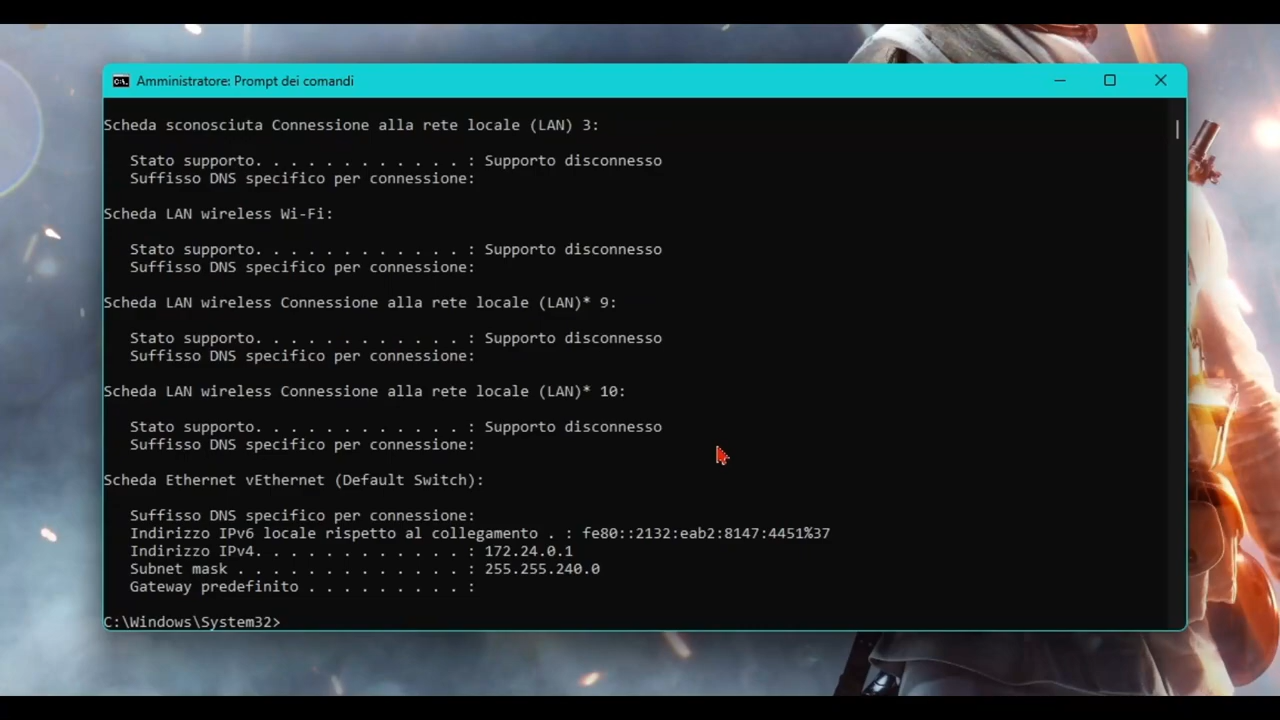 Amministratore: Prompt dei comandi
Scheda sconosciuta Connessione alla rete locale (LAN) 3:
Stato supporto. . . . . . . . . . . . : Supporto disconnesso
Suffisso DNS specifico per connessione:
Scheda LAN wireless Wi-Fi:
Stato supporto. . . . . . . . . . . . : Supporto disconnesso
Suffisso DNS specifico per connessione:
Scheda LAN wireless Connessione alla rete locale (LAN)* 9:
Stato supporto. . . . . . . . . . . . : Supporto disconnesso
Suffisso DNS specifico per connessione:
Scheda LAN wireless Connessione alla rete locale (LAN)* 10:
Stato supporto. . . . . . . . . . . . : Supporto disconnesso
Suffisso DNS specifico per connessione:
Scheda Ethernet vEthernet (Default Switch):
Suffisso DNS specifico per connessione:
Indirizzo IPv6 locale rispetto al collegamento . : fe80::2132:eab2:8147:4451%37
Indirizzo IPv4. . . . . . . . . . . . : 172.24.0.1
Subnet mask . . . . . . . . . . . . . : 255.255.240.0
Gateway predefinito . . . . . . . . . :
C:\Windows\System32>